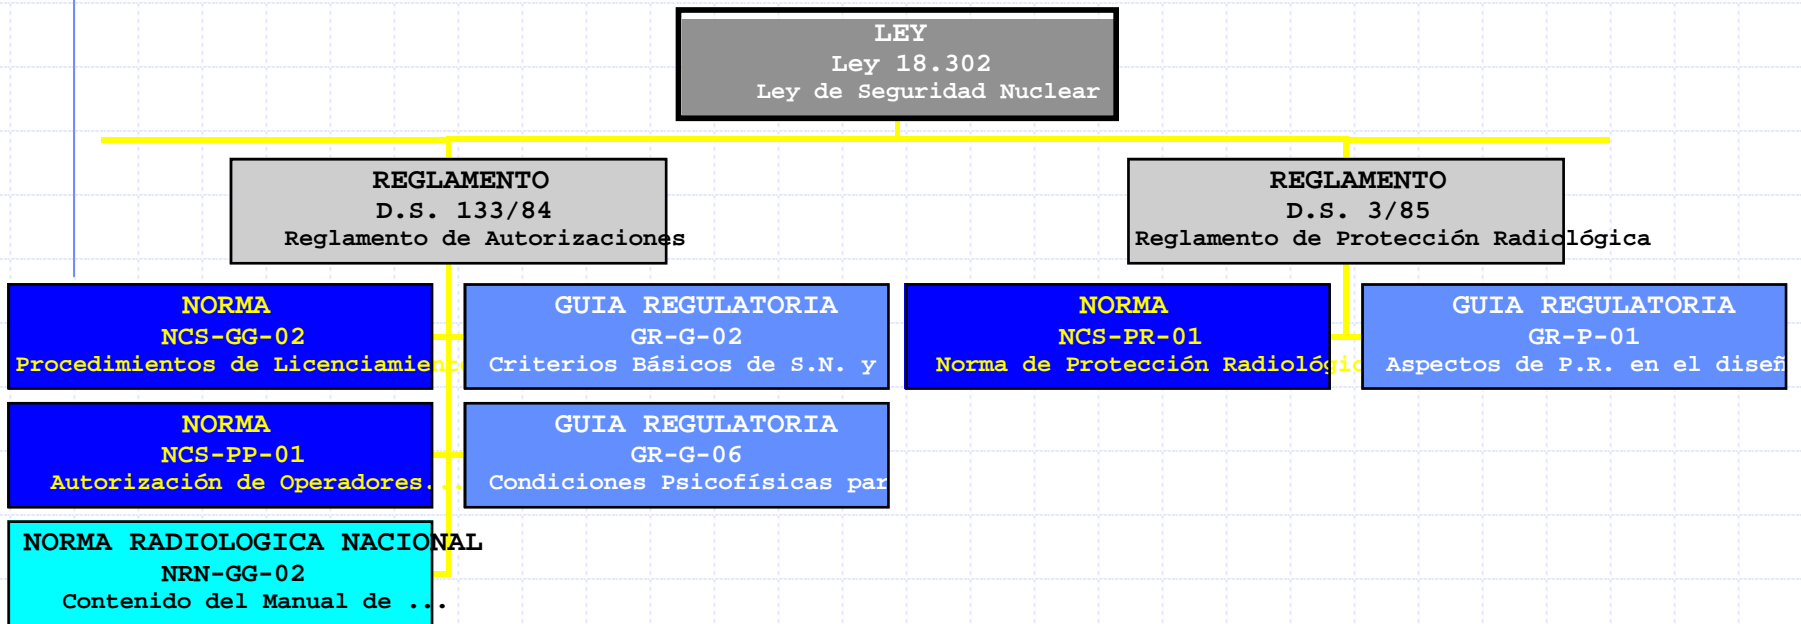 LEY
Ley 18.302
Ley de Seguridad Nuclear
REGLAMENTO
D.S. 133/84
Reglamento de Autorizaciones
REGLAMENTO
D.S. 3/85
Reglamento de Protección Radiológica
NORMA
NCS-GG-02
Procedimientos de Licenciamiento
GUIA REGULATORIA
GR-G-02
Criterios Básicos de S.N. y
NORMA
NCS-PR-01
Norma de Protección Radiológic
GUIA REGULATORIA
GR-P-01
Aspectos de P.R. en el diseñ
NORMA
NCS-PP-01
Autorización de Operadores...
GUIA REGULATORIA
GR-G-06
Condiciones Psicofísicas par
NORMA RADIOLOGICA NACIONAL
NRN-GG-02
Contenido del Manual de ...